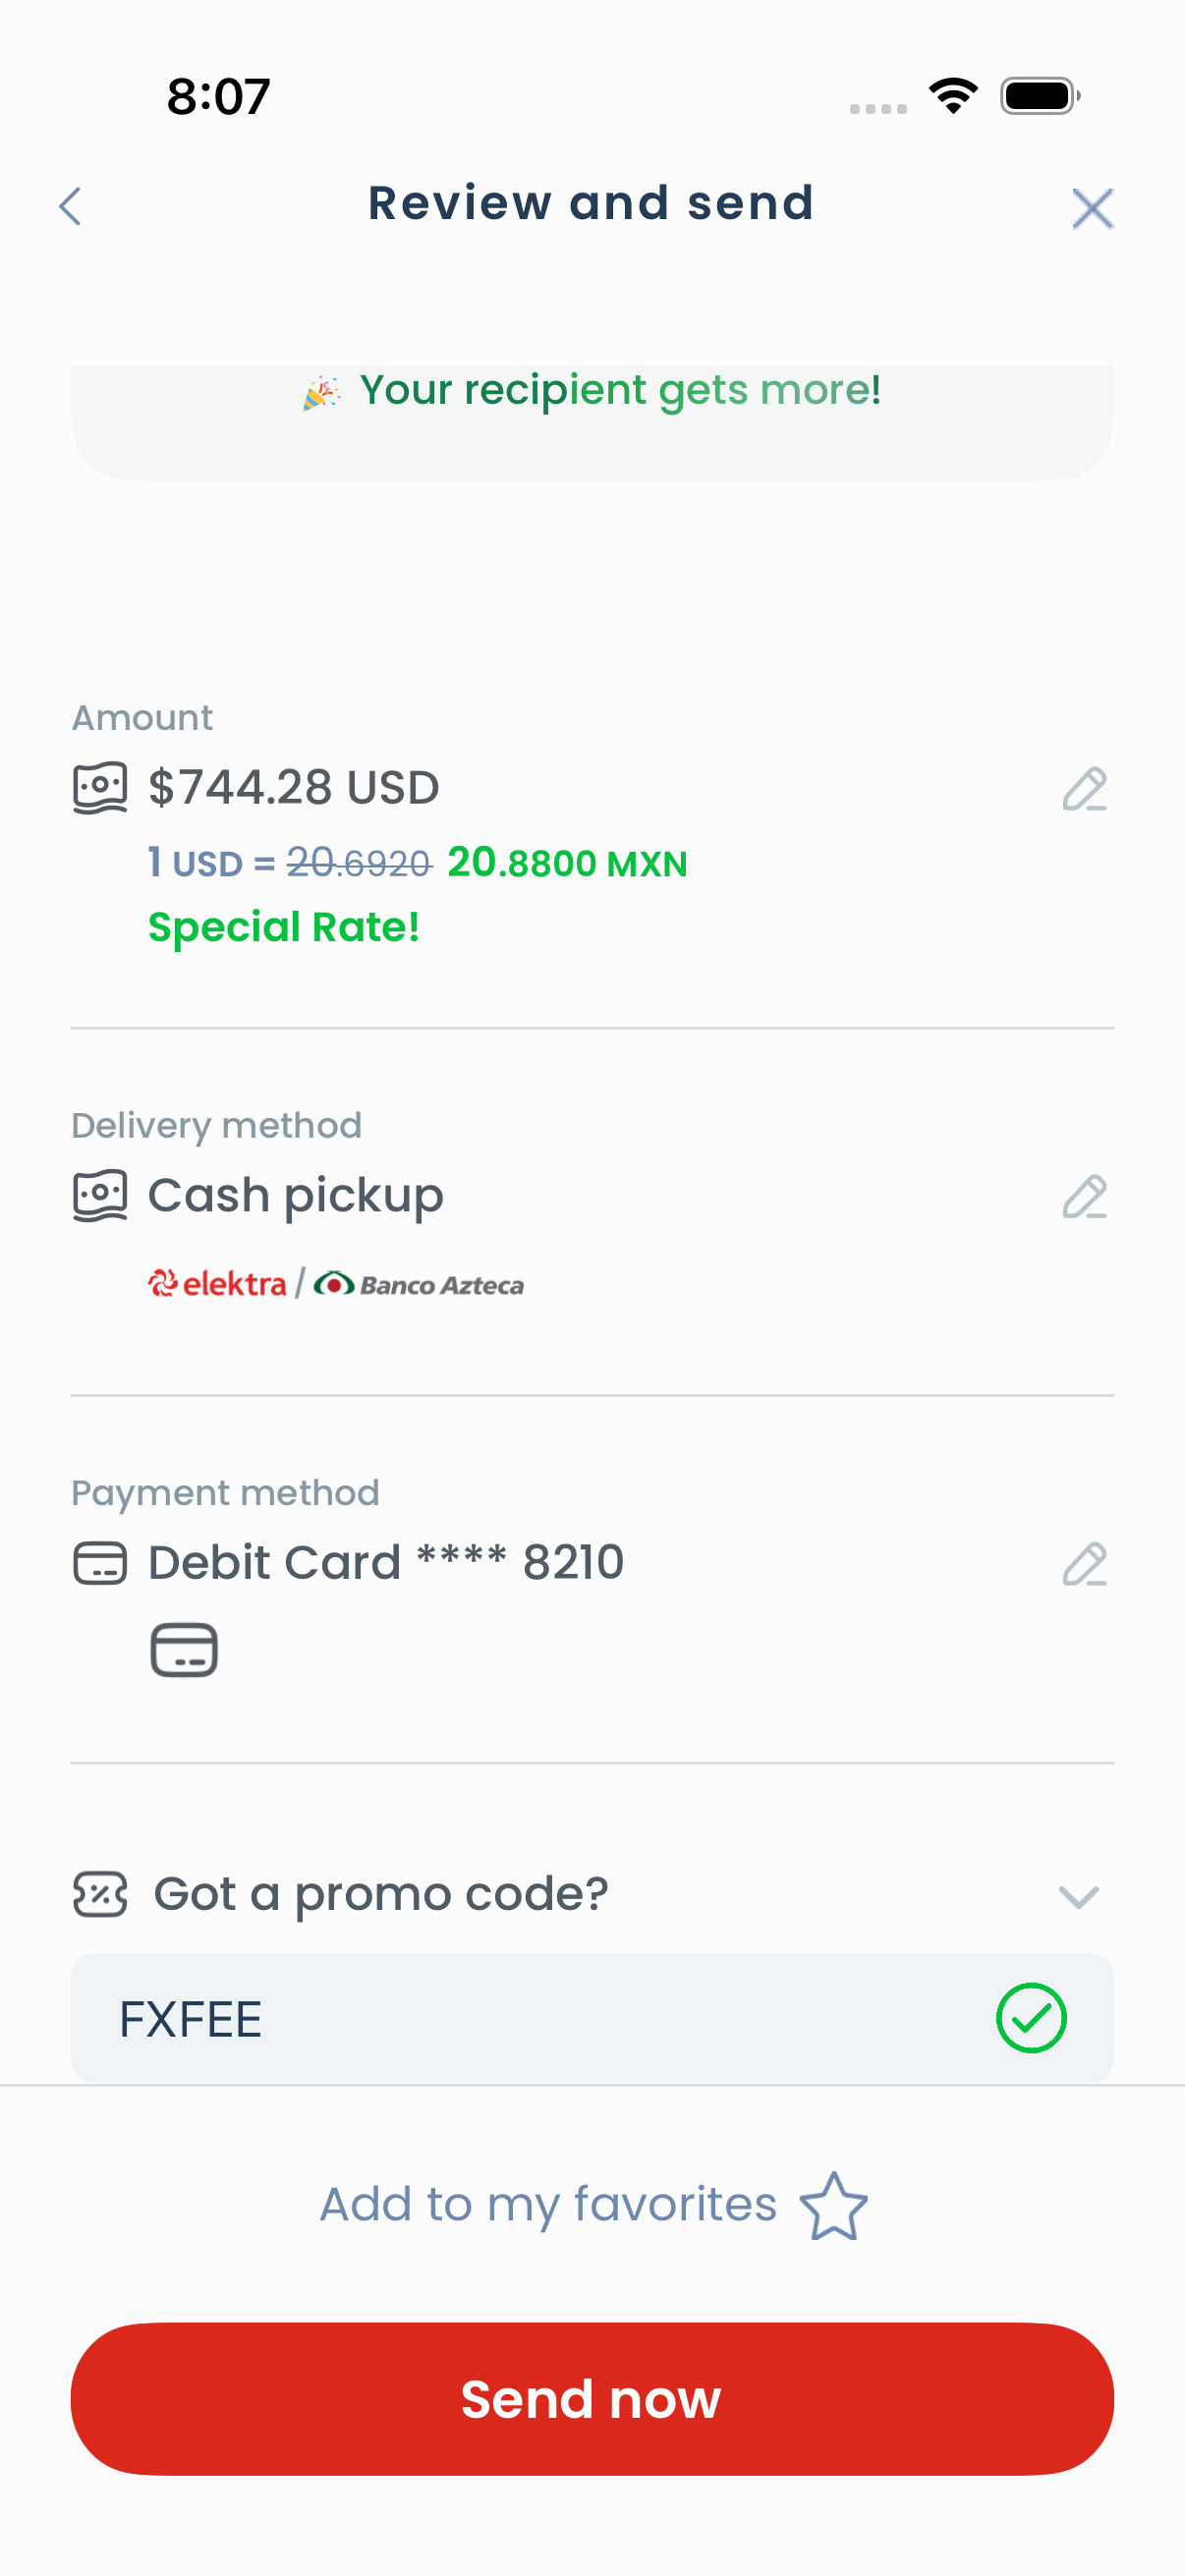 8:07
Review and send
🎉 Your recipient gets more!
Amount
$744.28 USD
1 USD = 20.6920 20.8800 MXN
Special Rate!
Delivery method
Cash pickup
elektra / Banco Azteca
Payment method
Debit Card **** 8210
Got a promo code?
FXFEE
Add to my favorites
Send now